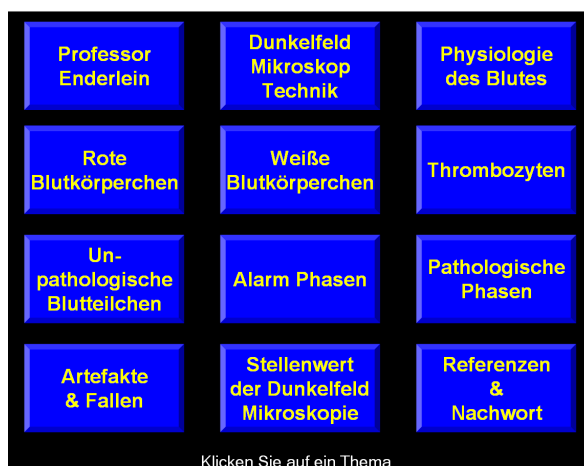 Professor
Enderlein
Dunkelfeld
Mikroskop
Technik
Physiologie
des Blutes
Rote
Blutkörperchen
Weiße
Blutkörperchen
Thrombozyten
Un-
pathologische
Blutteilchen
Alarm Phasen
Pathologische
Phasen
Artefakte
& Fallen
Stellenwert
der Dunkelfeld
Mikroskopie
Referenzen
&
Nachwort
Klicken Sie auf ein Thema